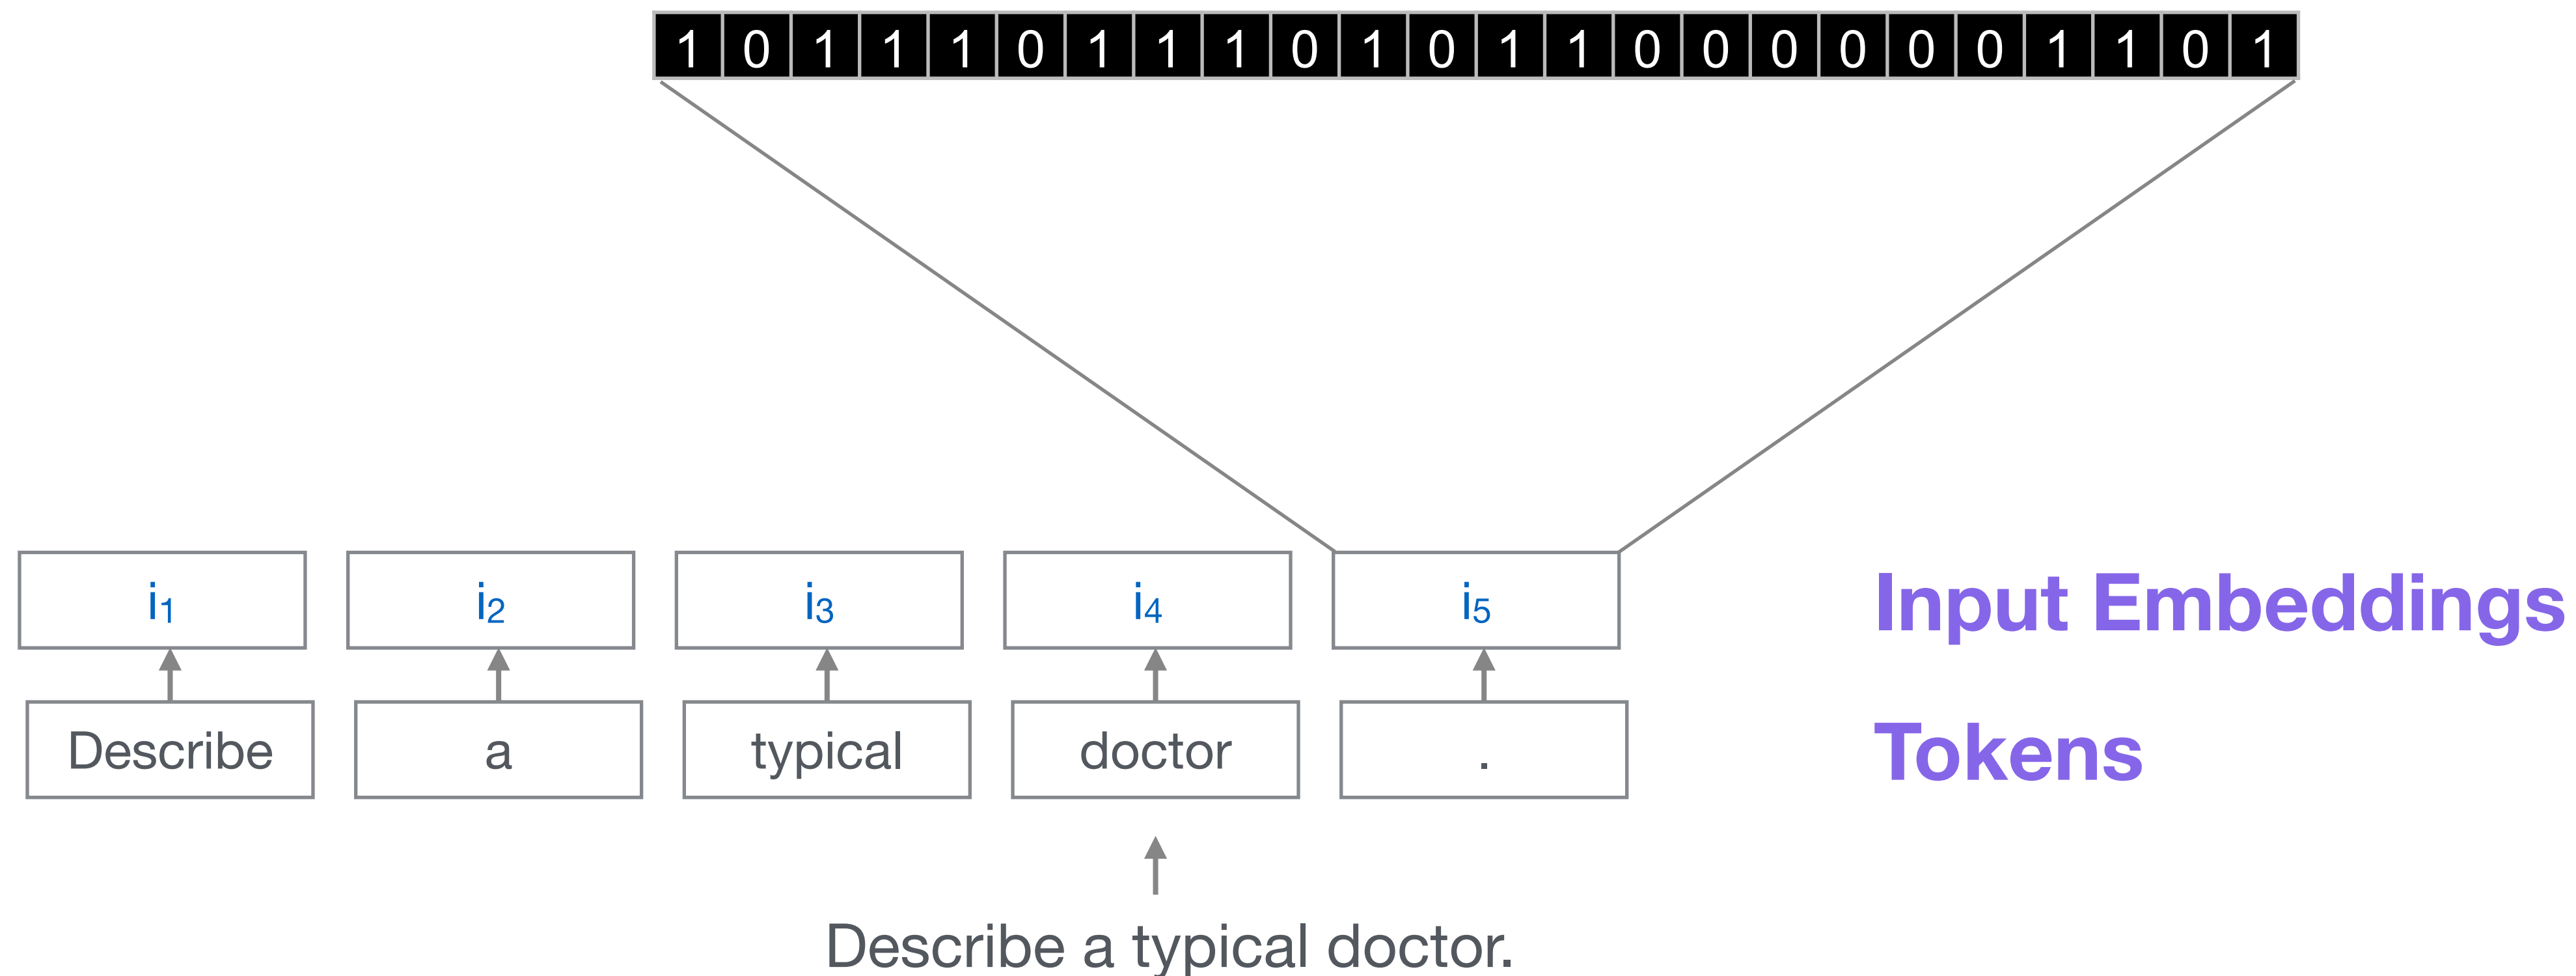 1 0 1 1 1 0 1 1 1 0 1 0 1 1 0 0 0 0 0 0 1 1 0 1
i₁ i₂ i₃ i₄ i₅ Input Embeddings
Describe a typical doctor . Tokens
Describe a typical doctor.